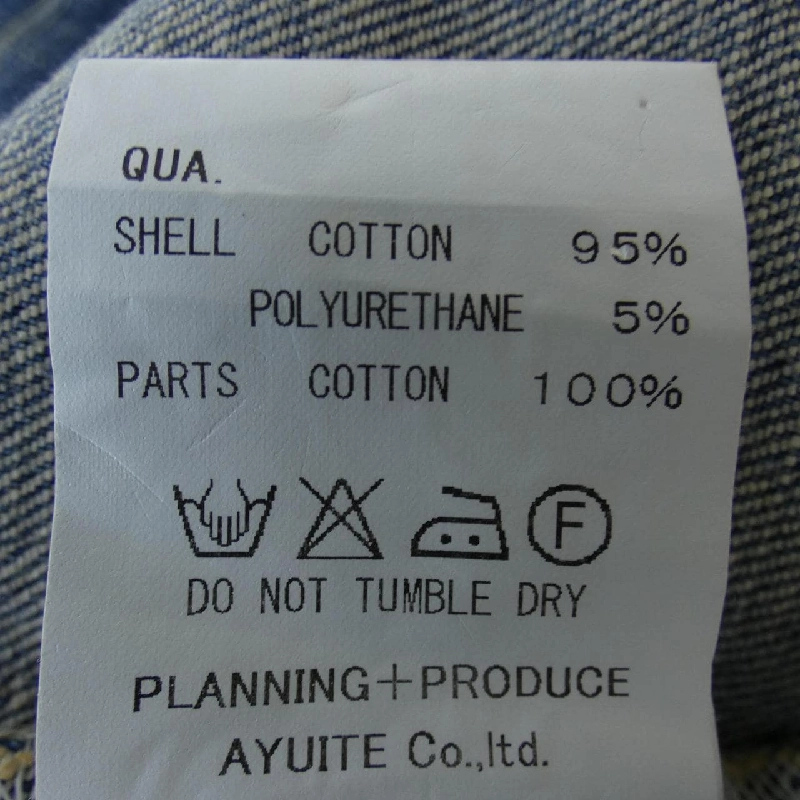 QUA.
SHELL COTTON 95%
POLYURETHANE 5%
PARTS COTTON 100%
F
DO NOT TUMBLE DRY
PLANNING+PRODUCE
AYUITE Co.,ltd.